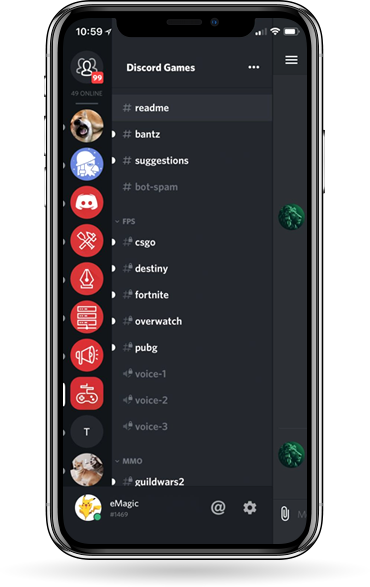 10:59
99
49 ONLINE
Discord Games
# readme
# bantz
# suggestions
# bot-spam
FPS
# csgo
# destiny
# fortnite
# overwatch
# pubg
voice-1
voice-2
voice-3
MMO
# guildwars2
T
eMagic
#1469
@
M